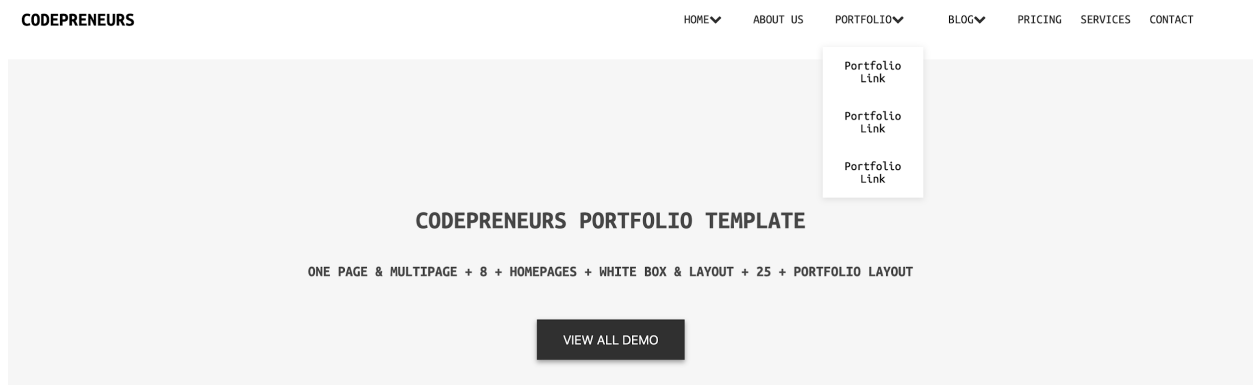 CODEPRENEURS
HOME ABOUT US PORTFOLIO BLOG PRICING SERVICES CONTACT
Portfolio
Link
Portfolio
Link
Portfolio
Link
CODEPRENEURS PORTFOLIO TEMPLATE
ONE PAGE & MULTIPAGE + 8 + HOMEPAGES + WHITE BOX & LAYOUT + 25 + PORTFOLIO LAYOUT
VIEW ALL DEMO